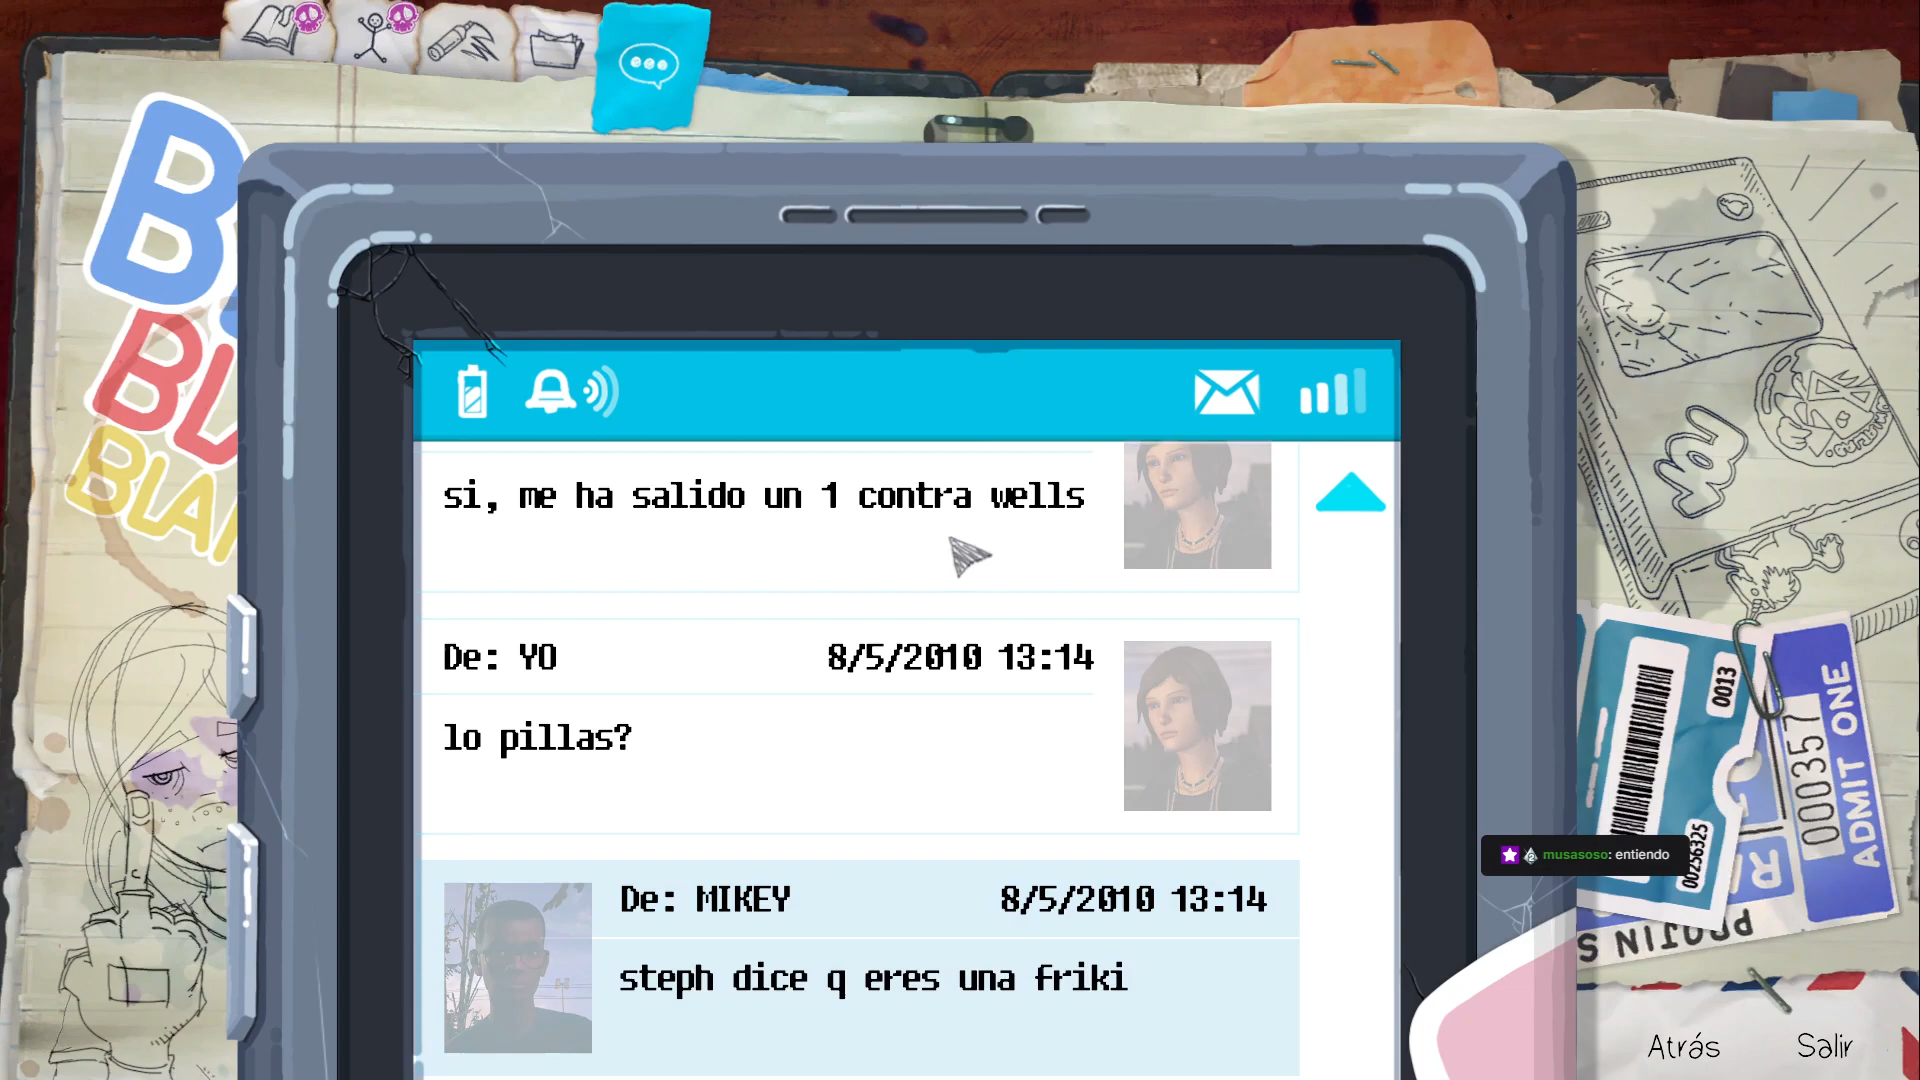 si, me ha salido un 1 contra wells
De: YO 8/5/2010 13:14
lo pillas?
De: MIKEY 8/5/2010 13:14
steph dice q eres una friki
musasoso: entiendo
0013
00256325
000357
ADMIT ONE
Atrás
Salir